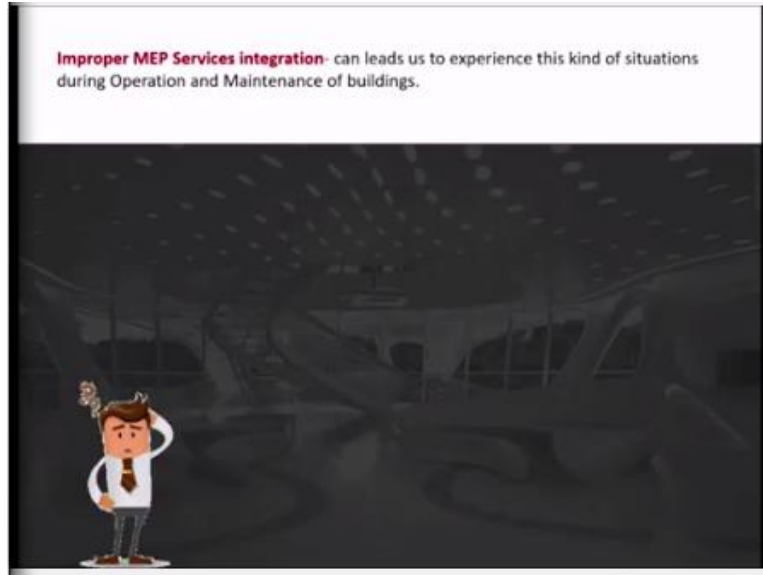 Improper MEP Services integration- can leads us to experience this kind of situations
during Operation and Maintenance of buildings.